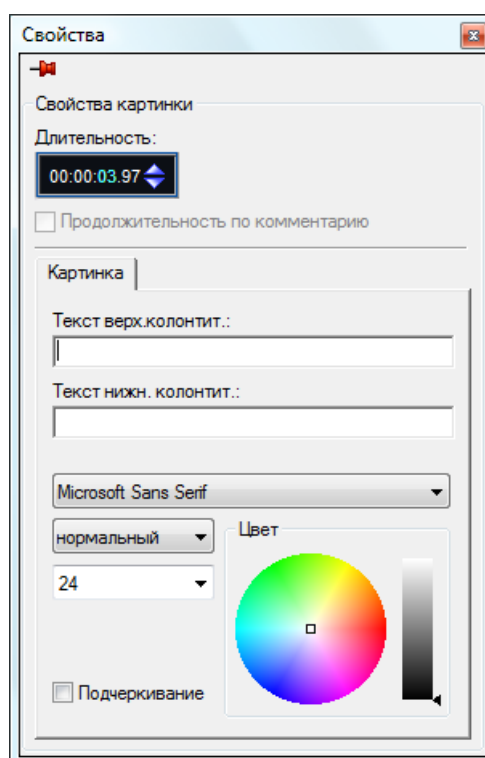 Свойства
Свойства картинки
Длительность:
00:00:03.97
Продолжительность по комментарию
Картинка
Текст верх.колонтит.:
Текст нижн. колонтит.:
Microsoft Sans Serif
нормальный
Цвет
24
Подчеркивание